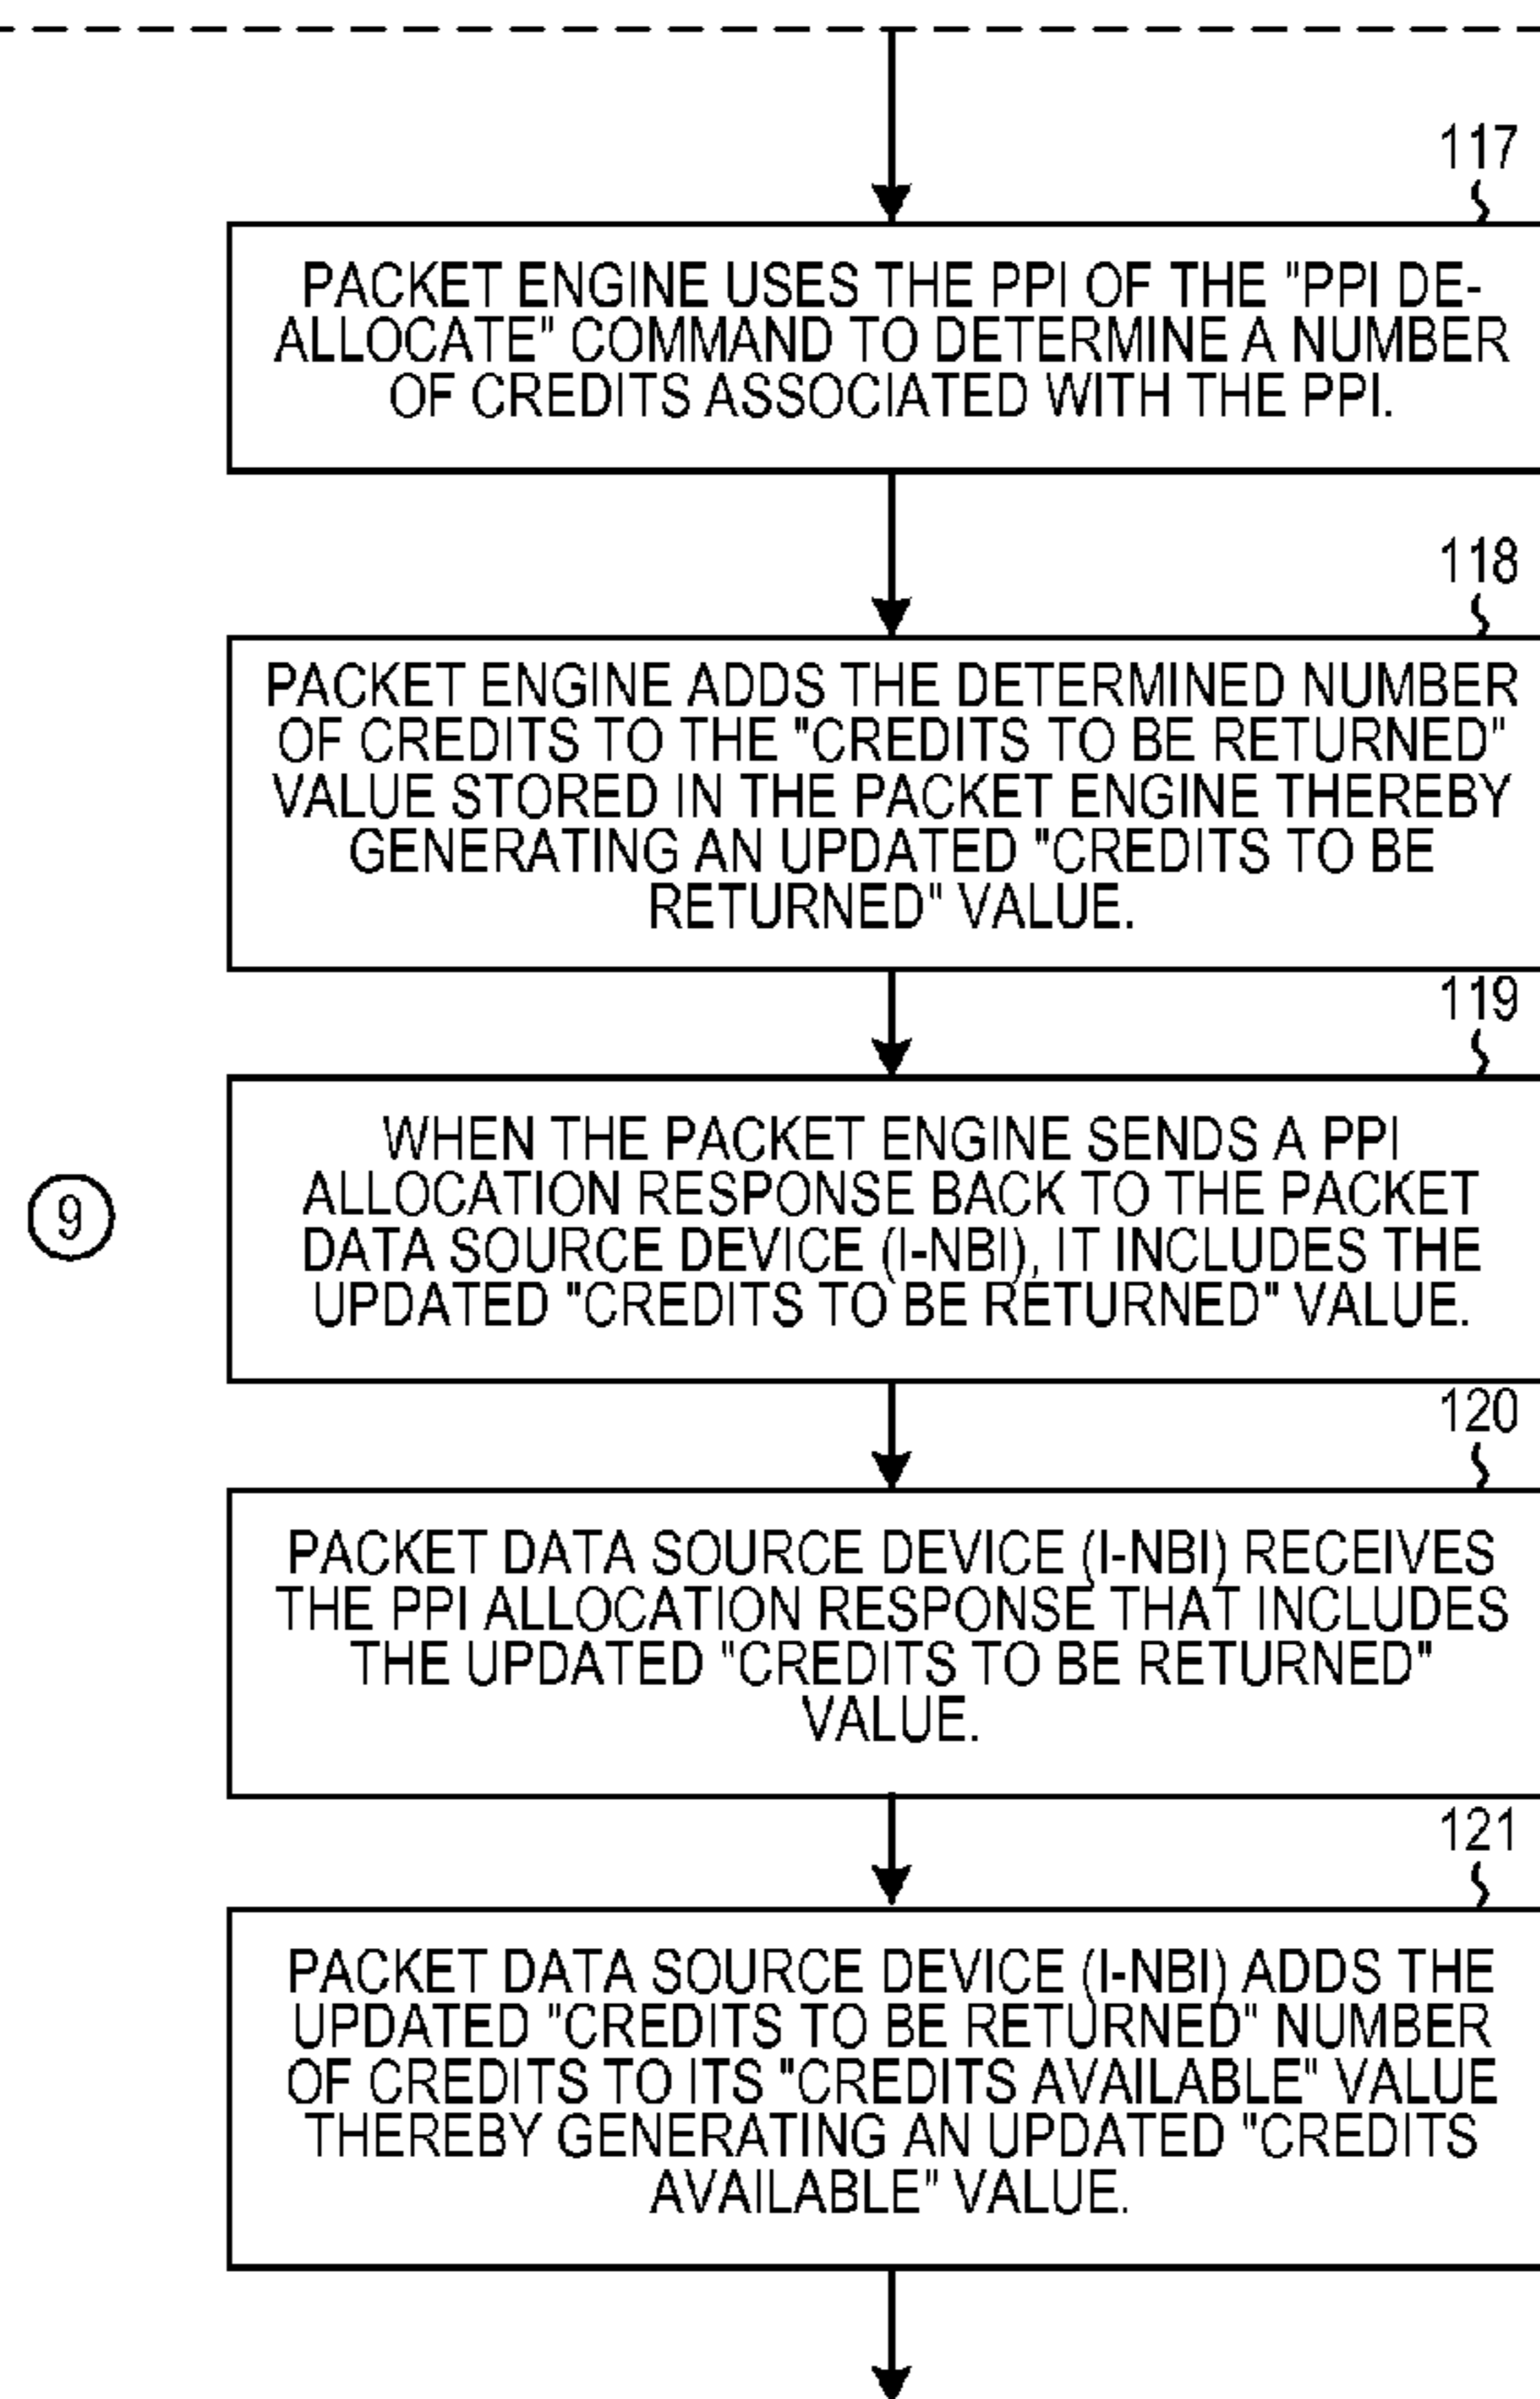 117
PACKET ENGINE USES THE PPI OF THE "PPI DE-
ALLOCATE" COMMAND TO DETERMINE A NUMBER
OF CREDITS ASSOCIATED WITH THE PPI.
118
PACKET ENGINE ADDS THE DETERMINED NUMBER
OF CREDITS TO THE "CREDITS TO BE RETURNED"
VALUE STORED IN THE PACKET ENGINE THEREBY
GENERATING AN UPDATED "CREDITS TO BE
RETURNED" VALUE.
119
WHEN THE PACKET ENGINE SENDS A PPI
ALLOCATION RESPONSE BACK TO THE PACKET
DATA SOURCE DEVICE (I-NBI), IT INCLUDES THE
UPDATED "CREDITS TO BE RETURNED" VALUE.
9
120
PACKET DATA SOURCE DEVICE (I-NBI) RECEIVES
THE PPI ALLOCATION RESPONSE THAT INCLUDES
THE UPDATED "CREDITS TO BE RETURNED"
VALUE.
121
PACKET DATA SOURCE DEVICE (I-NBI) ADDS THE
UPDATED "CREDITS TO BE RETURNED" NUMBER
OF CREDITS TO ITS "CREDITS AVAILABLE" VALUE
THEREBY GENERATING AN UPDATED "CREDITS
AVAILABLE" VALUE.